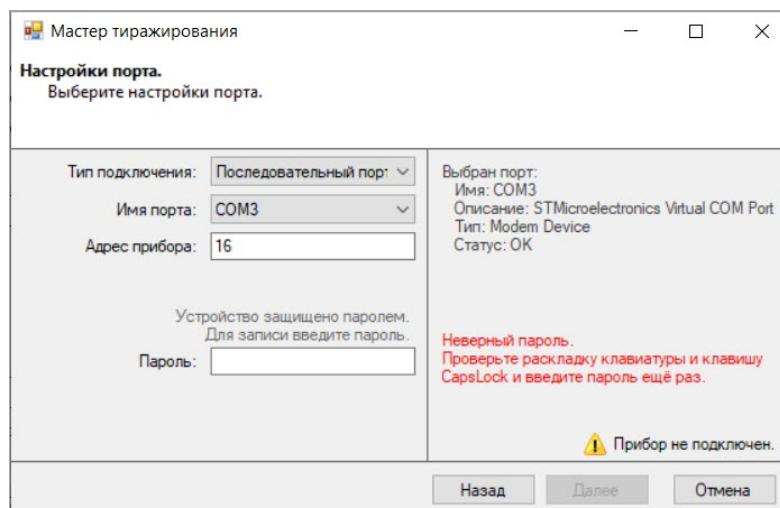 Мастер тиражирования
Настройки порта.
Выберите настройки порта.
Тип подключения: Последовательный порт
Имя порта: COM3
Адрес прибора: 16
Устройство защищено паролем.
Для записи введите пароль.
Пароль:
Выбран порт:
Имя: COM3
Описание: STMicroelectronics Virtual COM Port
Тип: Modem Device
Статус: OK
Неверный пароль.
Проверьте раскладку клавиатуры и клавишу
CapsLock и введите пароль ещё раз.
Прибор не подключен.
Назад
Далее
Отмена